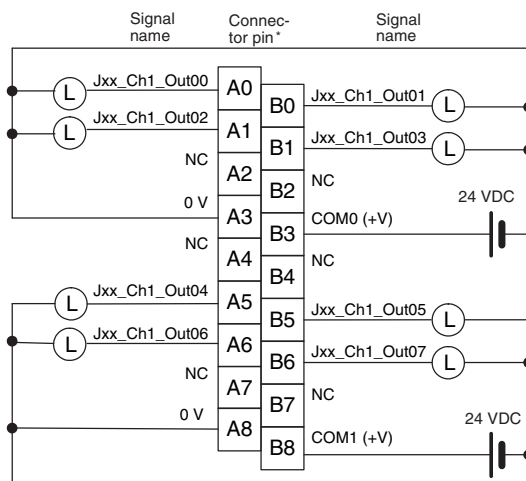 Signal name Connec-tor pin* Signal name
Jxx_Ch1_Out00 A0
L
B0 Jxx_Ch1_Out01
L
Jxx_Ch1_Out02 A1
L
B1 Jxx_Ch1_Out03
L
NC A2
B2 NC
24 VDC
0 V A3
B3 COM0 (+V)
NC A4
B4 NC
Jxx_Ch1_Out04 A5
L
B5 Jxx_Ch1_Out05
L
Jxx_Ch1_Out06 A6
L
B6 Jxx_Ch1_Out07
L
NC A7
B7 NC
24 VDC
0 V A8
B8 COM1 (+V)